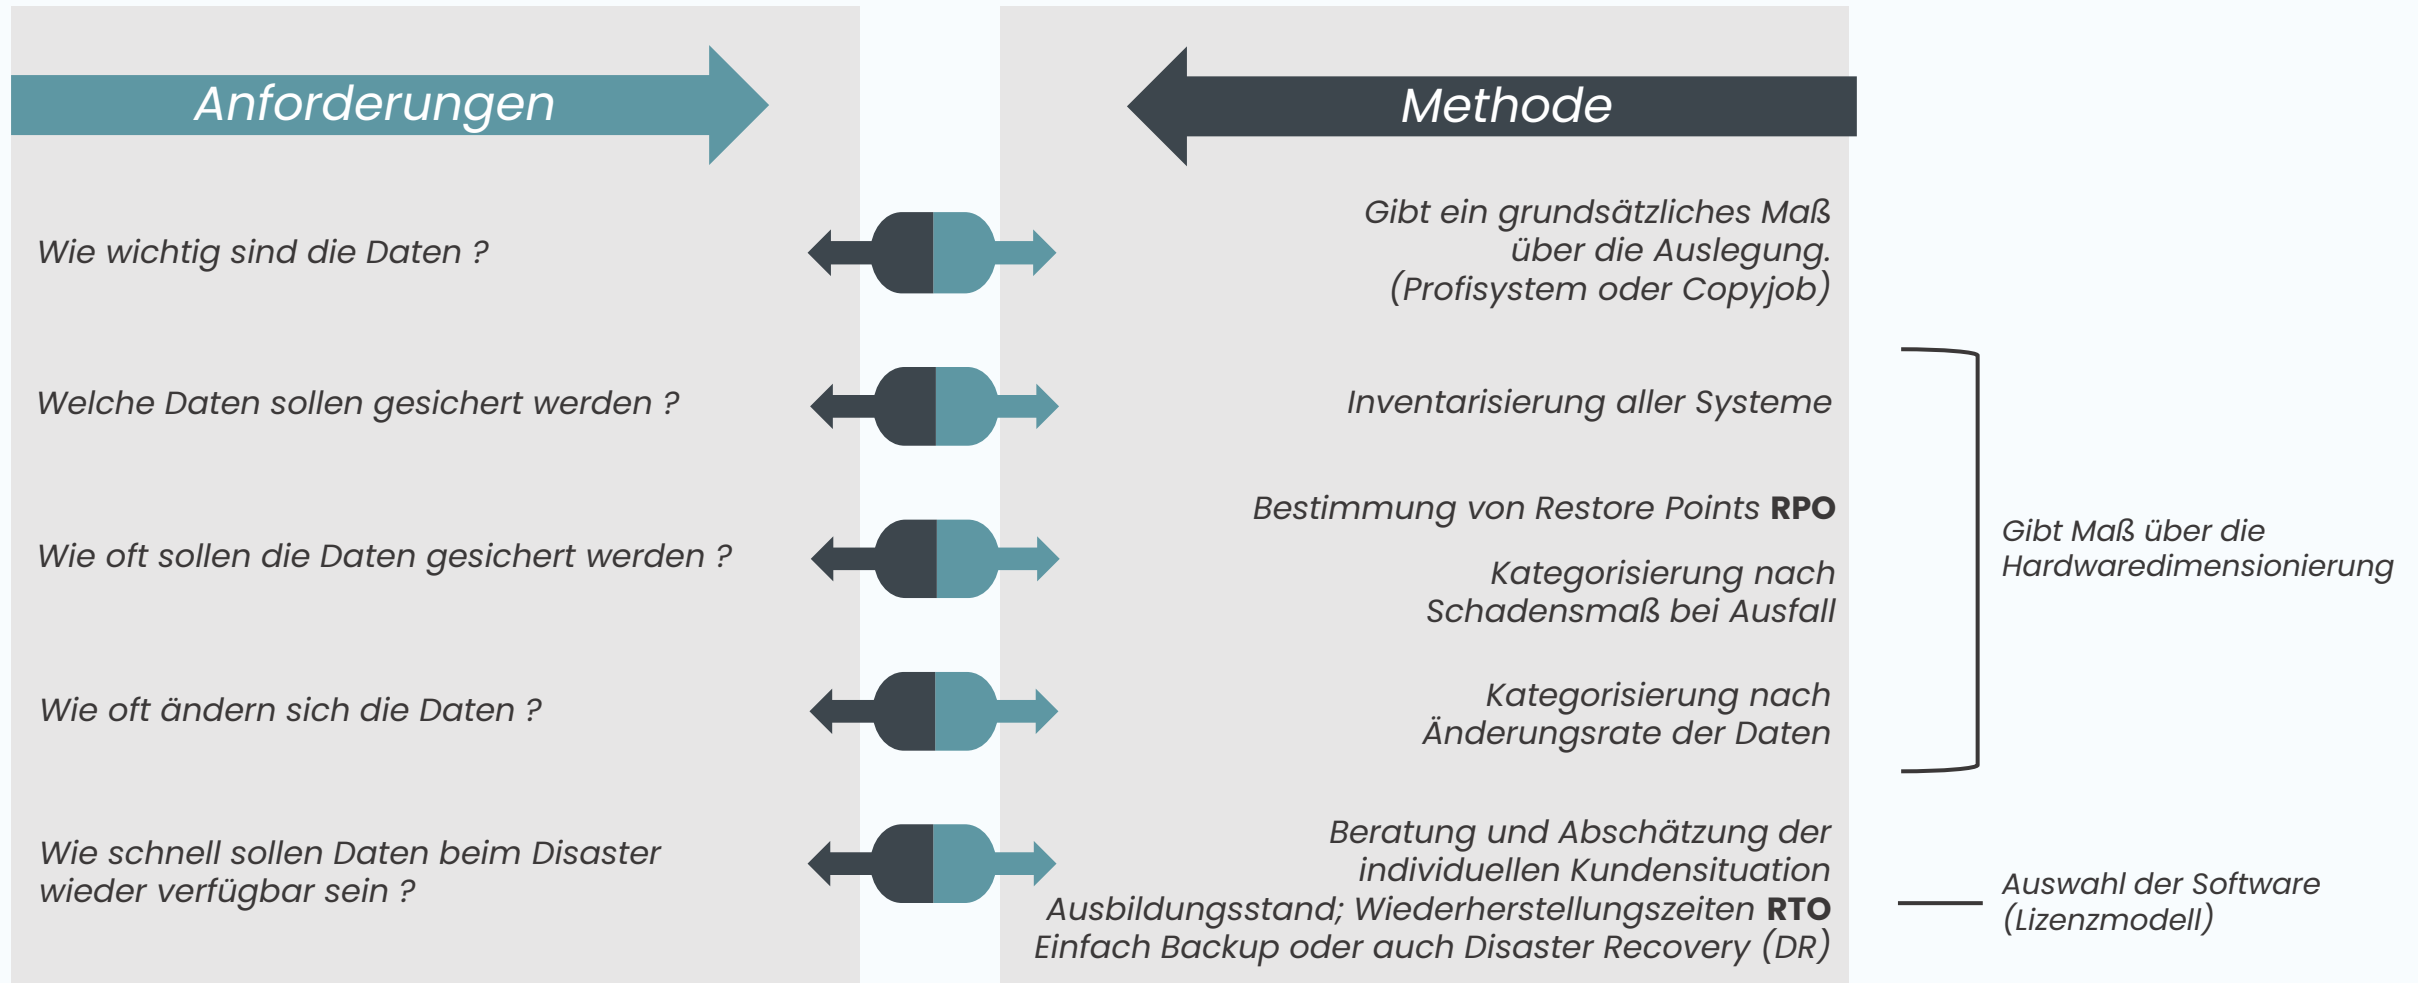 Anforderungen
Methode
Wie wichtig sind die Daten ?
Gibt ein grundsätzliches Maß
über die Auslegung.
(Profisystem oder Copyjob)
Welche Daten sollen gesichert werden ?
Inventarisierung aller Systeme
Wie oft sollen die Daten gesichert werden ?
Bestimmung von Restore Points RPO
Kategorisierung nach
Schadensmaß bei Ausfall
Wie oft ändern sich die Daten ?
Kategorisierung nach
Änderungsrate der Daten
Gibt Maß über die
Hardwaredimensionierung
Wie schnell sollen Daten beim Disaster
wieder verfügbar sein ?
Beratung und Abschätzung der
individuellen Kundensituation
Ausbildungsstand; Wiederherstellungszeiten RTO
Einfach Backup oder auch Disaster Recovery (DR)
Auswahl der Software
(Lizenzmodell)